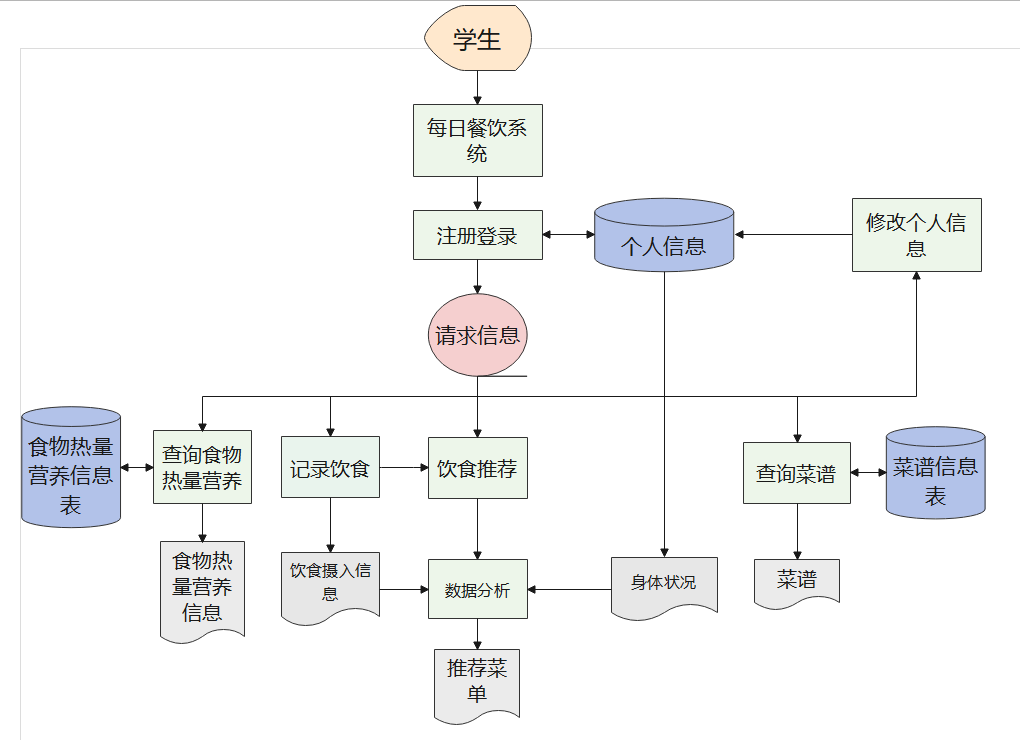 学生
每日餐饮系
统
注册登录
个人信息
修改个人信
息
请求信息
食物热量
营养信息
表
查询食物
热量营养
记录饮食
饮食推荐
查询菜谱
菜谱信息
表
食物热
量营养
信息
饮食摄入信
息
数据分析
身体状况
菜谱
推荐菜
单